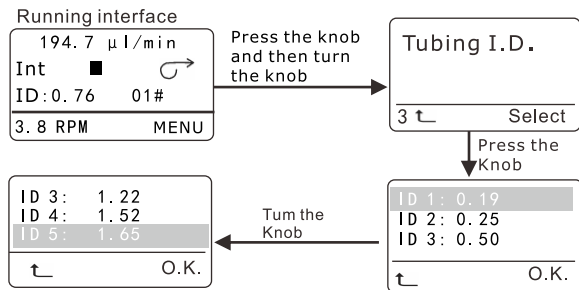 Running interface
194.7 μl/min
Int
ID:0.76 01#
3.8 RPM MENU
Press the knob
and then turn
the knob
Tubing I.D.
3 Select
Press the
Knob
ID 1: 0.19
ID 2: 0.25
ID 3: 0.50
O.K.
Tum the
Knob
ID 3: 1.22
ID 4: 1.52
ID 5: 1.65
O.K.